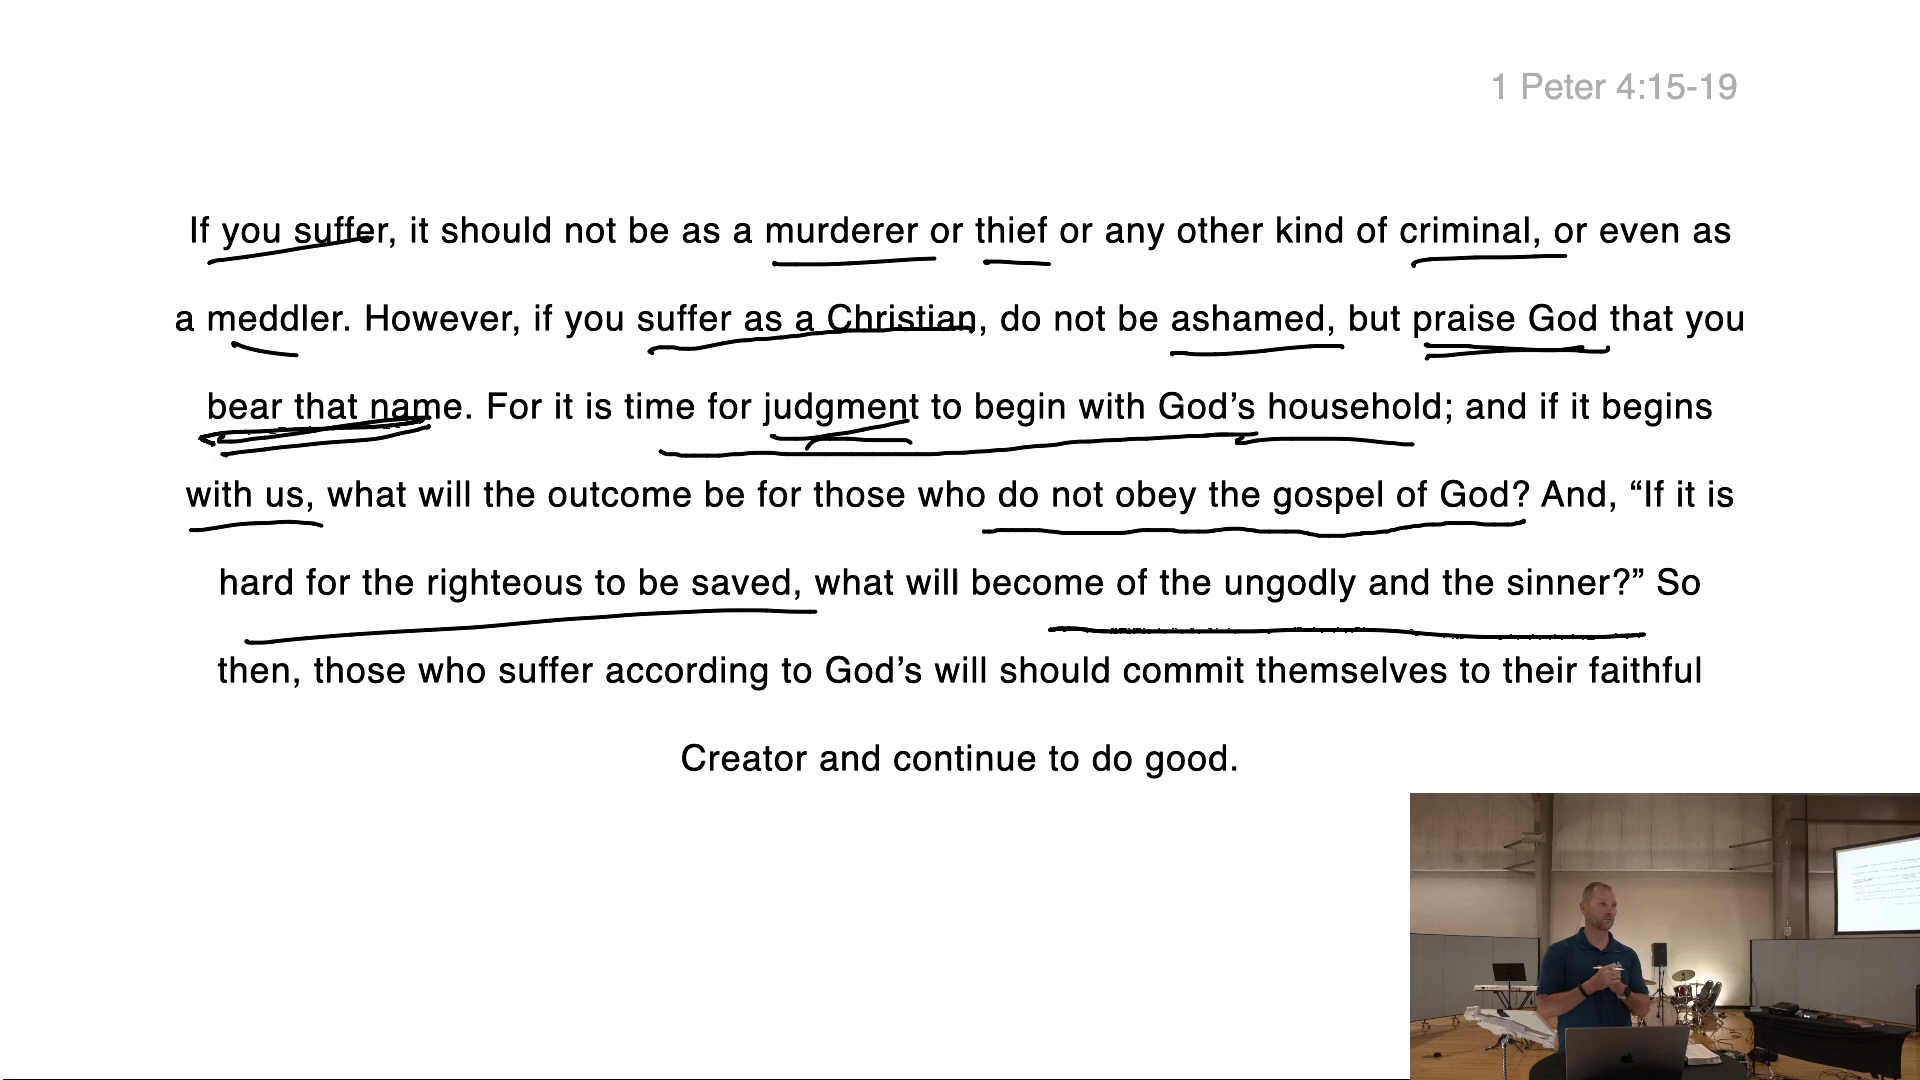 1 Peter 4:15-19
If you suffer, it should not be as a murderer or thief or any other kind of criminal, or even as
a meddler. However, if you suffer as a Christian, do not be ashamed, but praise God that you
bear that name. For it is time for judgment to begin with God’s household; and if it begins
with us, what will the outcome be for those who do not obey the gospel of God? And, “If it is
hard for the righteous to be saved, what will become of the ungodly and the sinner?” So
then, those who suffer according to God’s will should commit themselves to their faithful
Creator and continue to do good.